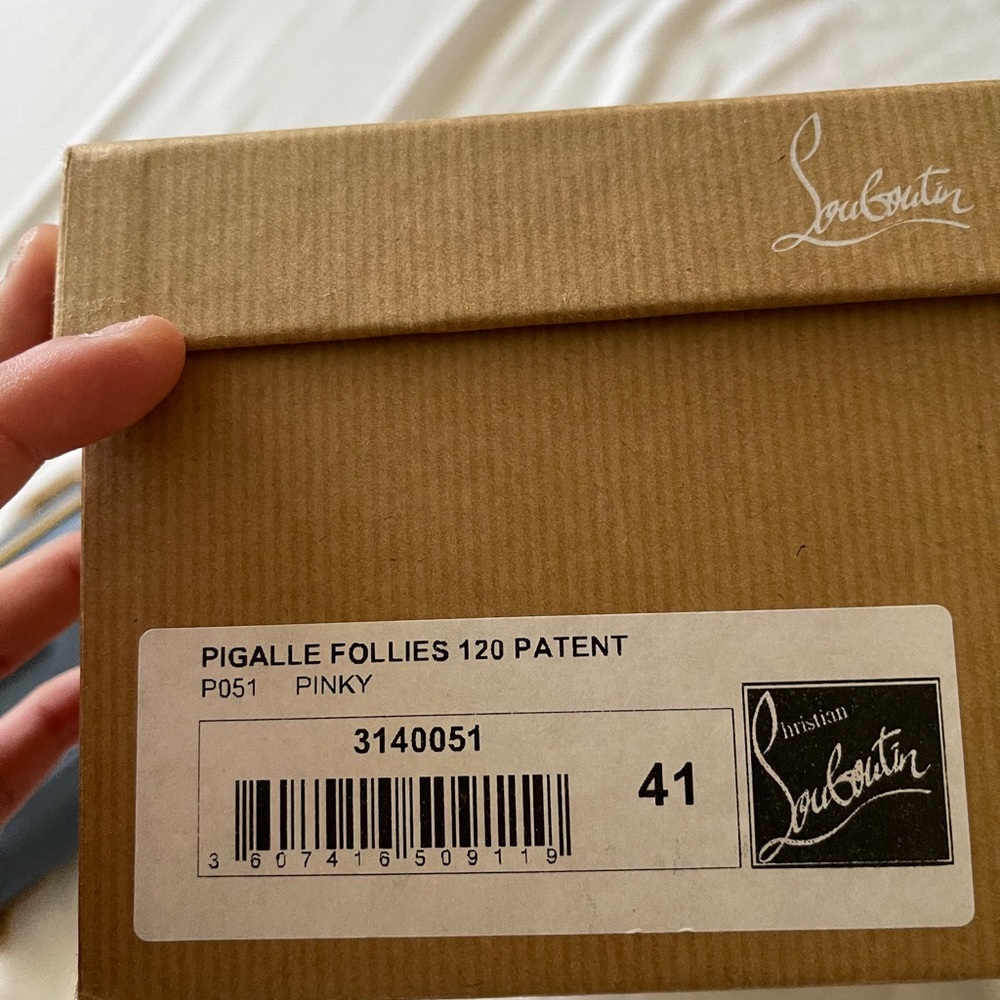 Louboutin
PIGALLE FOLLIES 120 PATENT
P051 PINKY
3140051
41
3 607416 509119
Christian
Louboutin